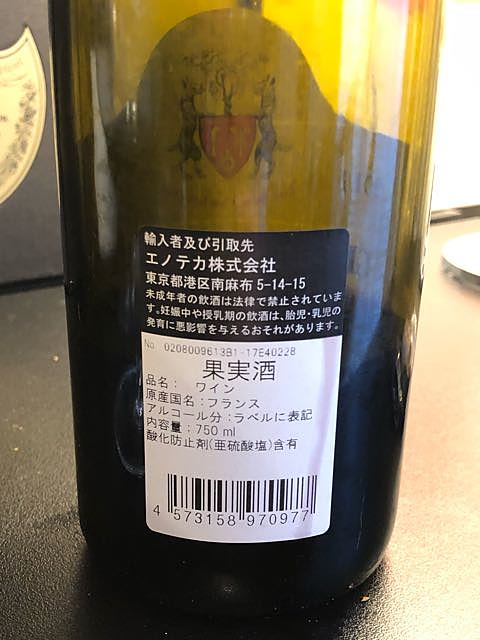 輸入者及び引取先
エノテカ株式会社
東京都港区南麻布 5-14-15
未成年者の飲酒は法律で禁止されていま
す。妊娠中や授乳期の飲酒は、胎児・乳児の
発育に悪影響を与えるおそれがあります。
No. 0208009613B1-17E40228
果実酒
品名： ワイン
原産国名：フランス
アルコール分：ラベルに表記
内容量：750 ml
酸化防止剤(亜硫酸塩)含有
4 573158 970977